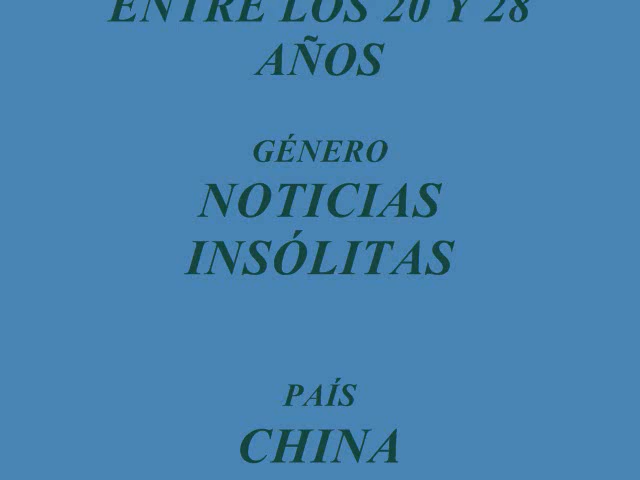 ENTRE LOS 20 Y 28
AÑOS
GÉNERO
NOTICIAS
INSÓLITAS
PAÍS
CHINA